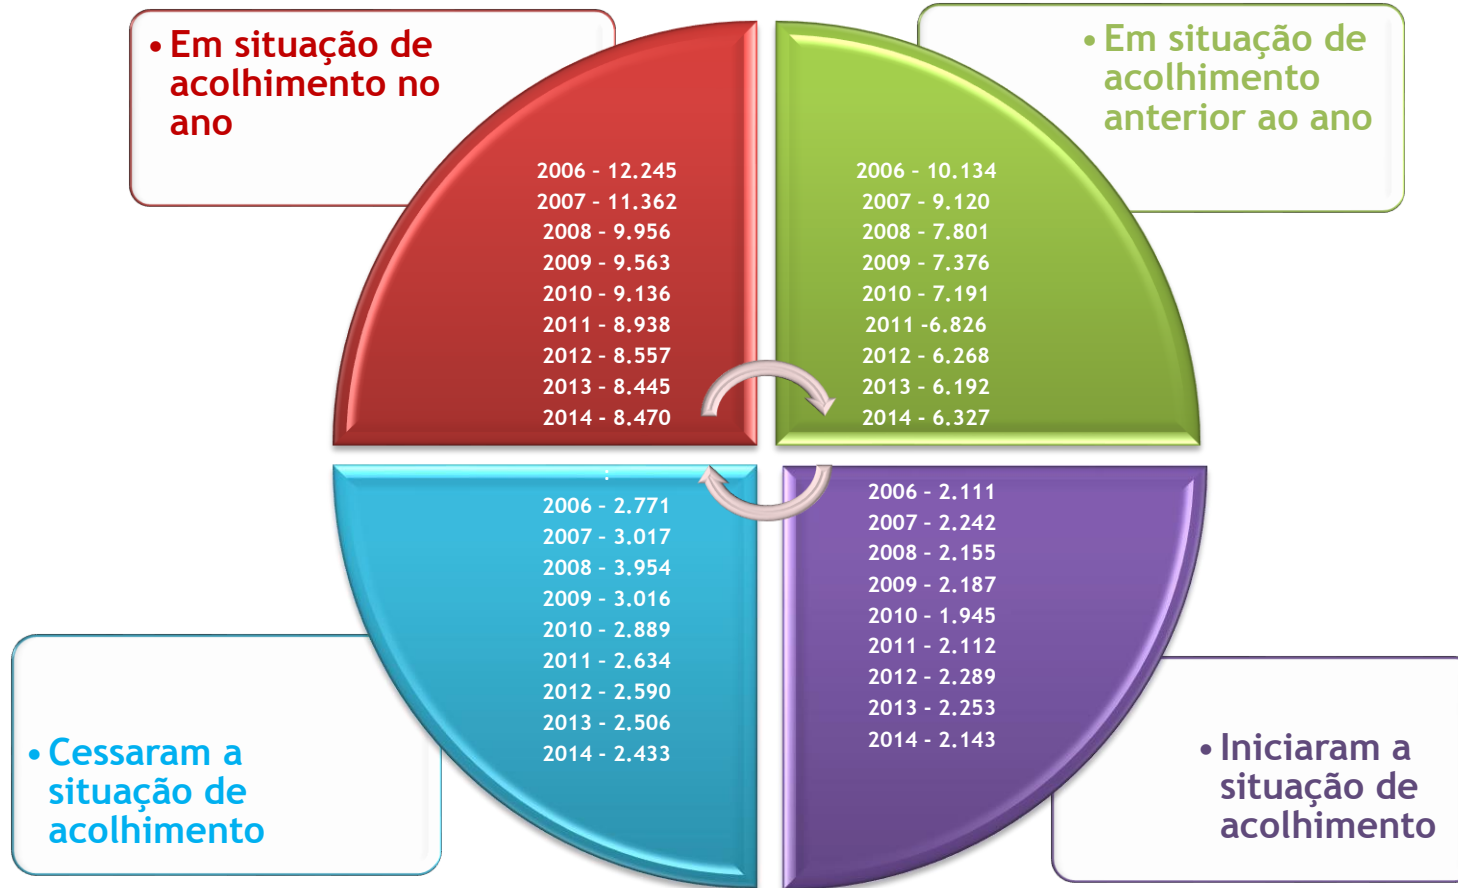 • Em situação de
acolhimento no
ano
2006 – 12.245
2007 – 11.362
2008 – 9.956
2009 – 9.563
2010 – 9.136
2011 – 8.938
2012 – 8.557
2013 – 8.445
2014 - 8.470
• Em situação de
acolhimento
anterior ao ano
2006 – 10.134
2007 – 9.120
2008 – 7.801
2009 – 7.376
2010 – 7.191
2011 -6.826
2012 – 6.268
2013 – 6.192
2014 - 6.327
:
2006 – 2.771
2007 – 3.017
2008 – 3.954
2009 – 3.016
2010 – 2.889
2011 – 2.634
2012 – 2.590
2013 - 2.506
2014 - 2.433
• Cessaram a
situação de
acolhimento
2006 – 2.111
2007 – 2.242
2008 – 2.155
2009 – 2.187
2010 – 1.945
2011 – 2.112
2012 – 2.289
2013 – 2.253
2014 - 2.143
• Iniciaram a
situação de
acolhimento